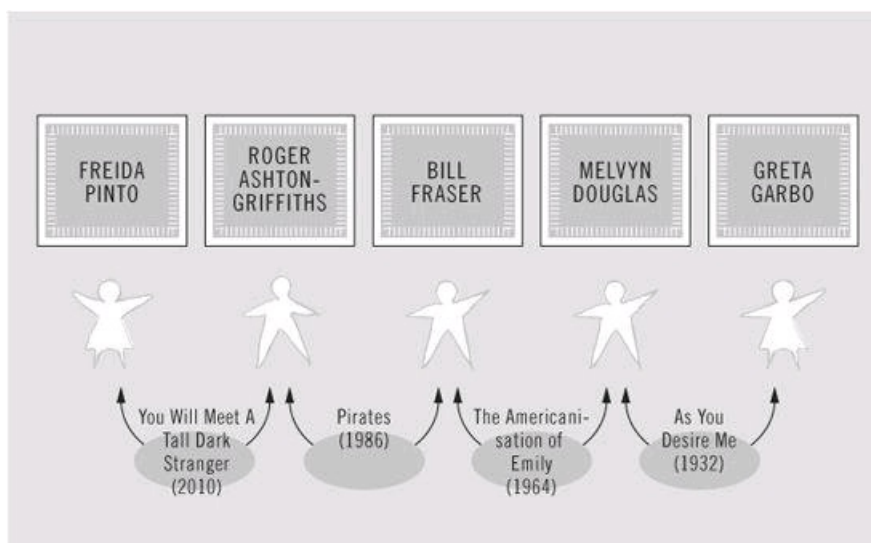 FREIDA
PINTO
ROGER
ASHTON-
GRIFFITHS
BILL
FRASER
MELVYN
DOUGLAS
GRETA
GARBO
You Will Meet A
Tall Dark
Stranger
(2010)
Pirates
(1986)
The Americani-
sation of
Emily
(1964)
As You
Desire Me
(1932)